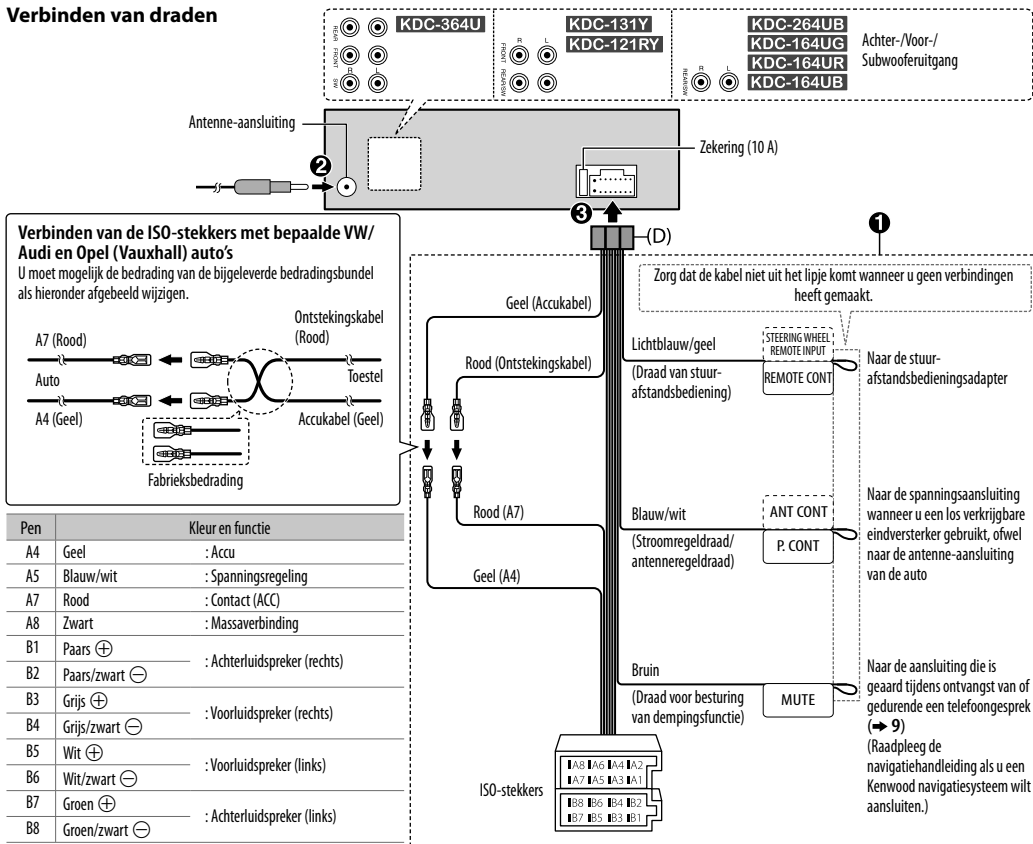 Verbinden van draden
REAR
FRONT
SW
R
L
KDC-364U
FRONT
REAR/SW
R
L
KDC-131Y
KDC-121RY
REAR/SW
R
L
KDC-264UB
KDC-164UG
KDC-164UR
KDC-164UB
Achter-/Voor-/
Subwooferuitgang
Antenne-aansluiting
Zekering (10 A)
2
3
(D)
1
Verbinden van de ISO-stekkers met bepaalde VW/
Audi en Opel (Vauxhall) auto's
U moet mogelijk de bedrading van de bijgeleverde bedradingsbundel
als hieronder afgebeeld wijzigen.
A7 (Rood)
Ontstekingskabel
(Rood)
Auto
Toestel
A4 (Geel)
Accukabel (Geel)
Fabrieksbedrading
Pen Kleur en functie
A4 Geel : Accu
A5 Blauw/wit : Spanningsregeling
A7 Rood : Contact (ACC)
A8 Zwart : Massaverbinding
B1 Paars ⊕ : Achterluidspreker (rechts)
B2 Paars/zwart ⊖
B3 Grijs ⊕ : Voorluidspreker (rechts)
B4 Grijs/zwart ⊖
B5 Wit ⊕ : Voorluidspreker (links)
B6 Wit/zwart ⊖
B7 Groen ⊕ : Achterluidspreker (links)
B8 Groen/zwart ⊖
Geel (Accukabel)
Rood (Ontstekingskabel)
Rood (A7)
Geel (A4)
ISO-stekkers
A8 A6 A4 A2
A7 A5 A3 A1
B8 B6 B4 B2
B7 B5 B3 B1
Zorg dat de kabel niet uit het lipje komt wanneer u geen verbindingen
heeft gemaakt.
Lichtblauw/geel
(Draad van stuur-
afstandsbediening)
STEERING WHEEL
REMOTE INPUT
REMOTE CONT
Naar de stuur-
afstandsbedieningsadapter
Blauw/wit
(Stroomregeldraad/
antenneregeldraad)
ANT CONT
P. CONT
Naar de spanningsaansluiting
wanneer u een los verkrijgbare
eindversterker gebruikt, ofwel
naar de antenne-aansluiting
van de auto
Bruin
(Draad voor besturing
van dempingsfunctie)
MUTE
Naar de aansluiting die is
geaard tijdens ontvangst van of
gedurende een telefoongesprek
(➜ 9)
(Raadpleeg de
navigatiehandleiding als u een
Kenwood navigatiesysteem wilt
aansluiten.)